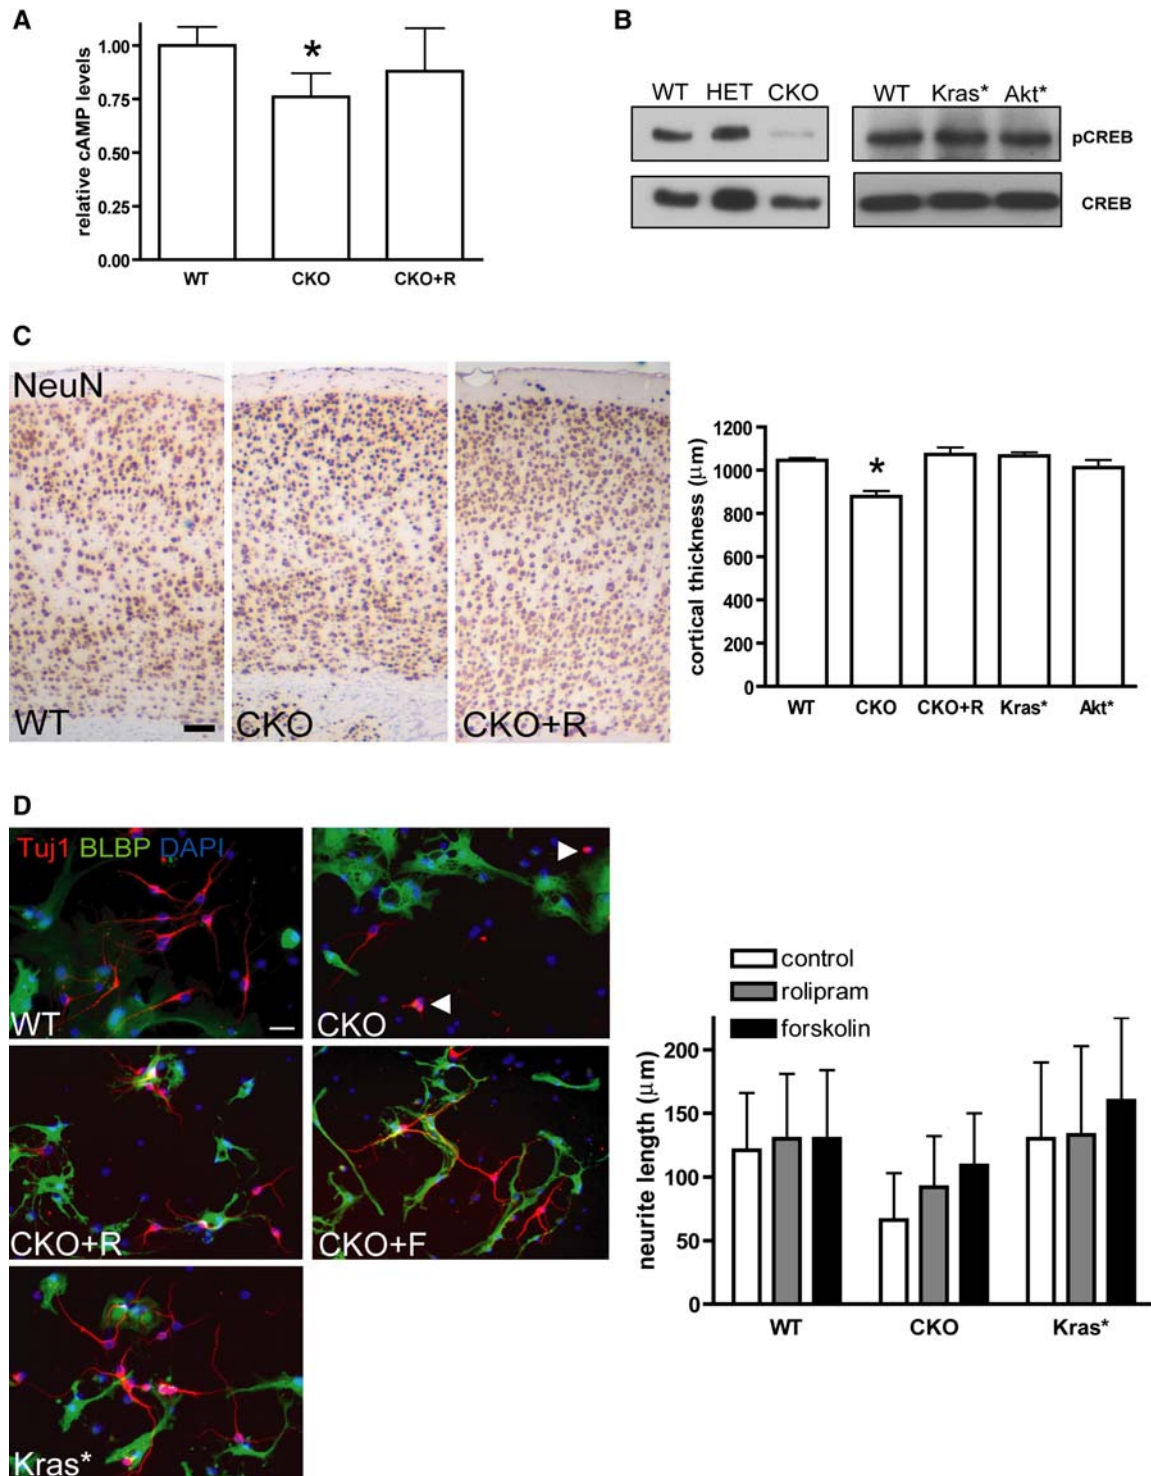 A
relative cAMP levels
1.00
0.75
0.50
0.25
0.00
WT CKO CKO+R
*
B
WT HET CKO
WT Kras* Akt*
pCREB
CREB
C
NeuN
WT
CKO
CKO+R
cortical thickness (μm)
1200
1000
800
600
400
200
0
*
WT CKO CKO+R Kras* Akt*
D
Tuj1 BLBP DAPI
WT
CKO
CKO+R
CKO+F
Kras*
control
rolipram
forskolin
neurite length (μm)
200
150
100
50
0
WT CKO Kras*